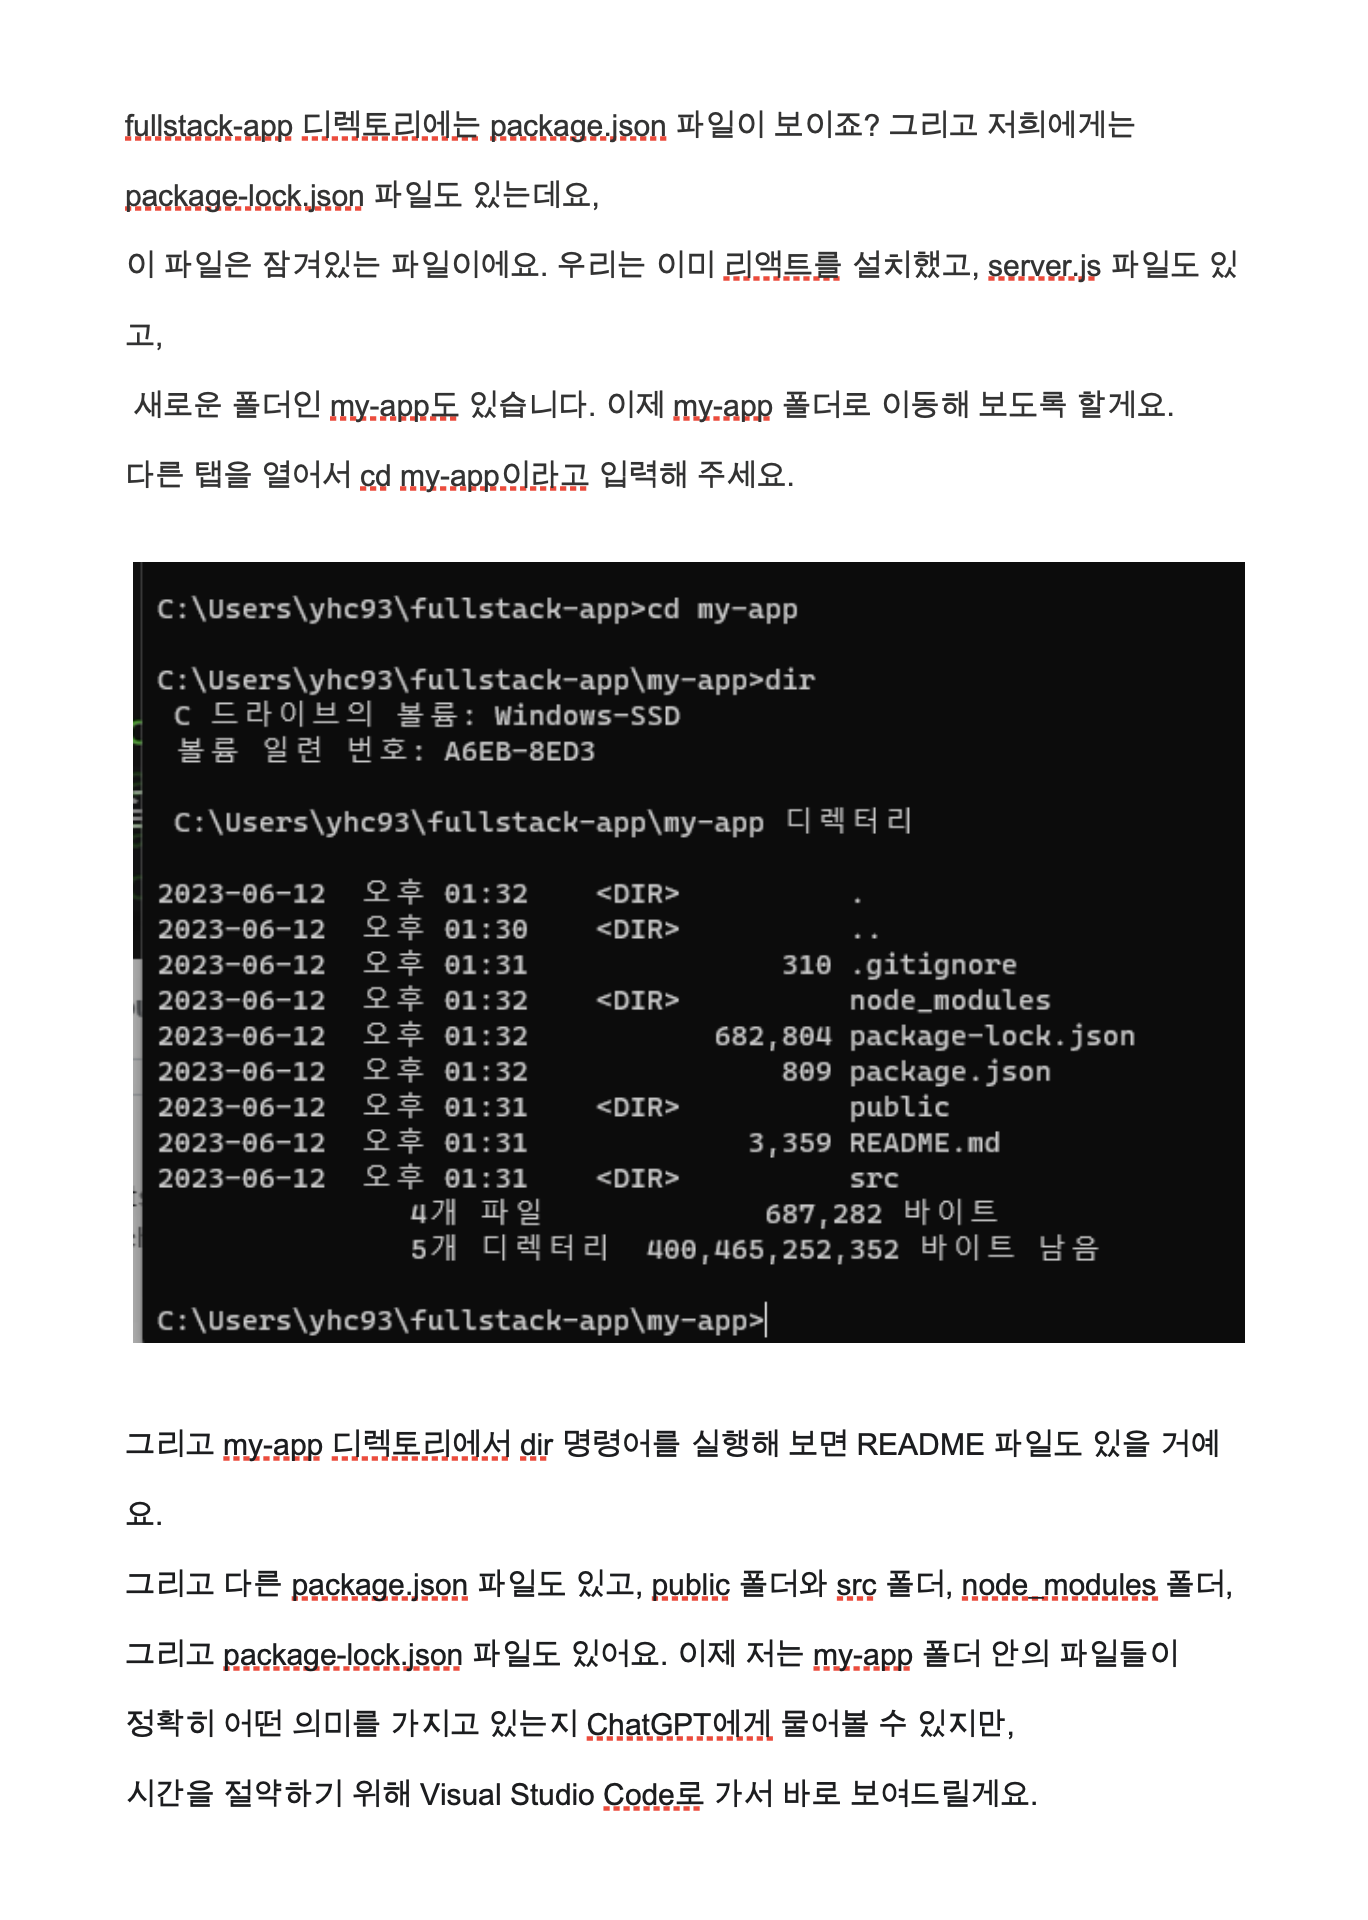 fullstack-app 디렉토리에는 package.json 파일이 보이죠? 그리고 저희에게는
package-lock.json 파일도 있는데요,
이 파일은 잠겨있는 파일이에요. 우리는 이미 리액트를 설치했고, server.js 파일도 있
고,
새로운 폴더인 my-app도 있습니다. 이제 my-app 폴더로 이동해 보도록 할게요.
다른 탭을 열어서 cd my-app이라고 입력해 주세요.
C:\Users\yhc93\fullstack-app>cd my-app
C:\Users\yhc93\fullstack-app\my-app>dir
C 드라이브의 볼륨: Windows-SSD
볼륨 일련 번호: A6EB-8ED3
C:\Users\yhc93\fullstack-app\my-app 디렉터리
2023-06-12 오후 01:32 <DIR> .
2023-06-12 오후 01:30 <DIR> ..
2023-06-12 오후 01:31 310 .gitignore
2023-06-12 오후 01:32 <DIR> node_modules
2023-06-12 오후 01:32 682,804 package-lock.json
2023-06-12 오후 01:32 809 package.json
2023-06-12 오후 01:31 <DIR> public
2023-06-12 오후 01:31 3,359 README.md
2023-06-12 오후 01:31 <DIR> src
4개 파일 687,282 바이트
5개 디렉터리 400,465,252,352 바이트 남음
C:\Users\yhc93\fullstack-app\my-app>
그리고 my-app 디렉토리에서 dir 명령어를 실행해 보면 README 파일도 있을 거예
요.
그리고 다른 package.json 파일도 있고, public 폴더와 src 폴더, node_modules 폴더,
그리고 package-lock.json 파일도 있어요. 이제 저는 my-app 폴더 안의 파일들이
정확히 어떤 의미를 가지고 있는지 ChatGPT에게 물어볼 수 있지만,
시간을 절약하기 위해 Visual Studio Code로 가서 바로 보여드릴게요.